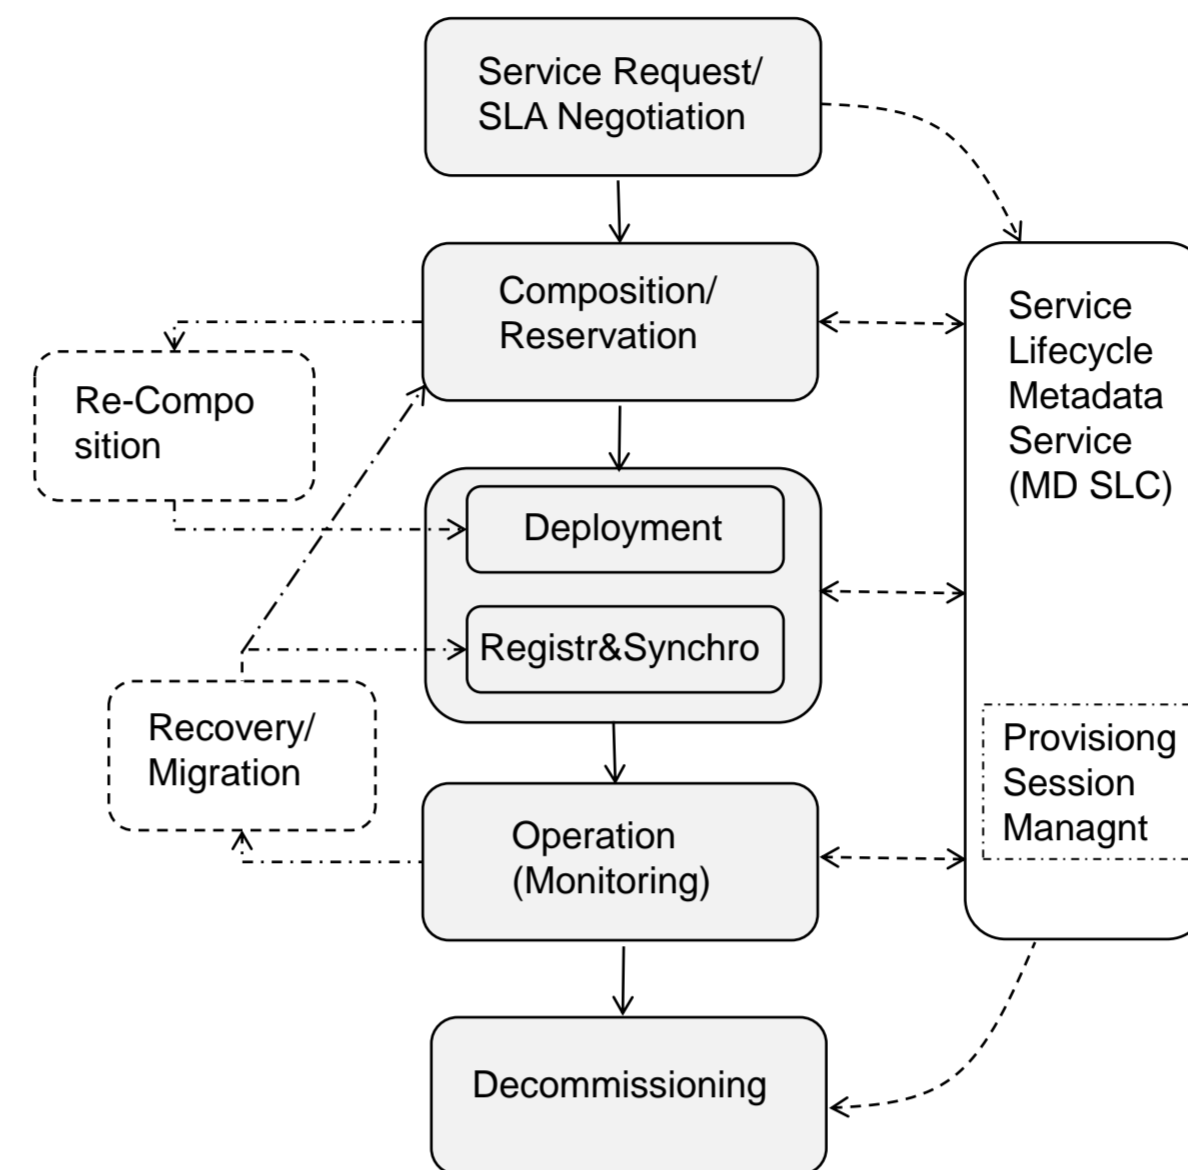 Service Request/
SLA Negotiation
Composition/
Reservation
Re-Compo
sition
Deployment
Registr&Synchro
Recovery/
Migration
Operation
(Monitoring)
Decommissioning
Service
Lifecycle
Metadata
Service
(MD SLC)
Provisiong
Session
Managnt